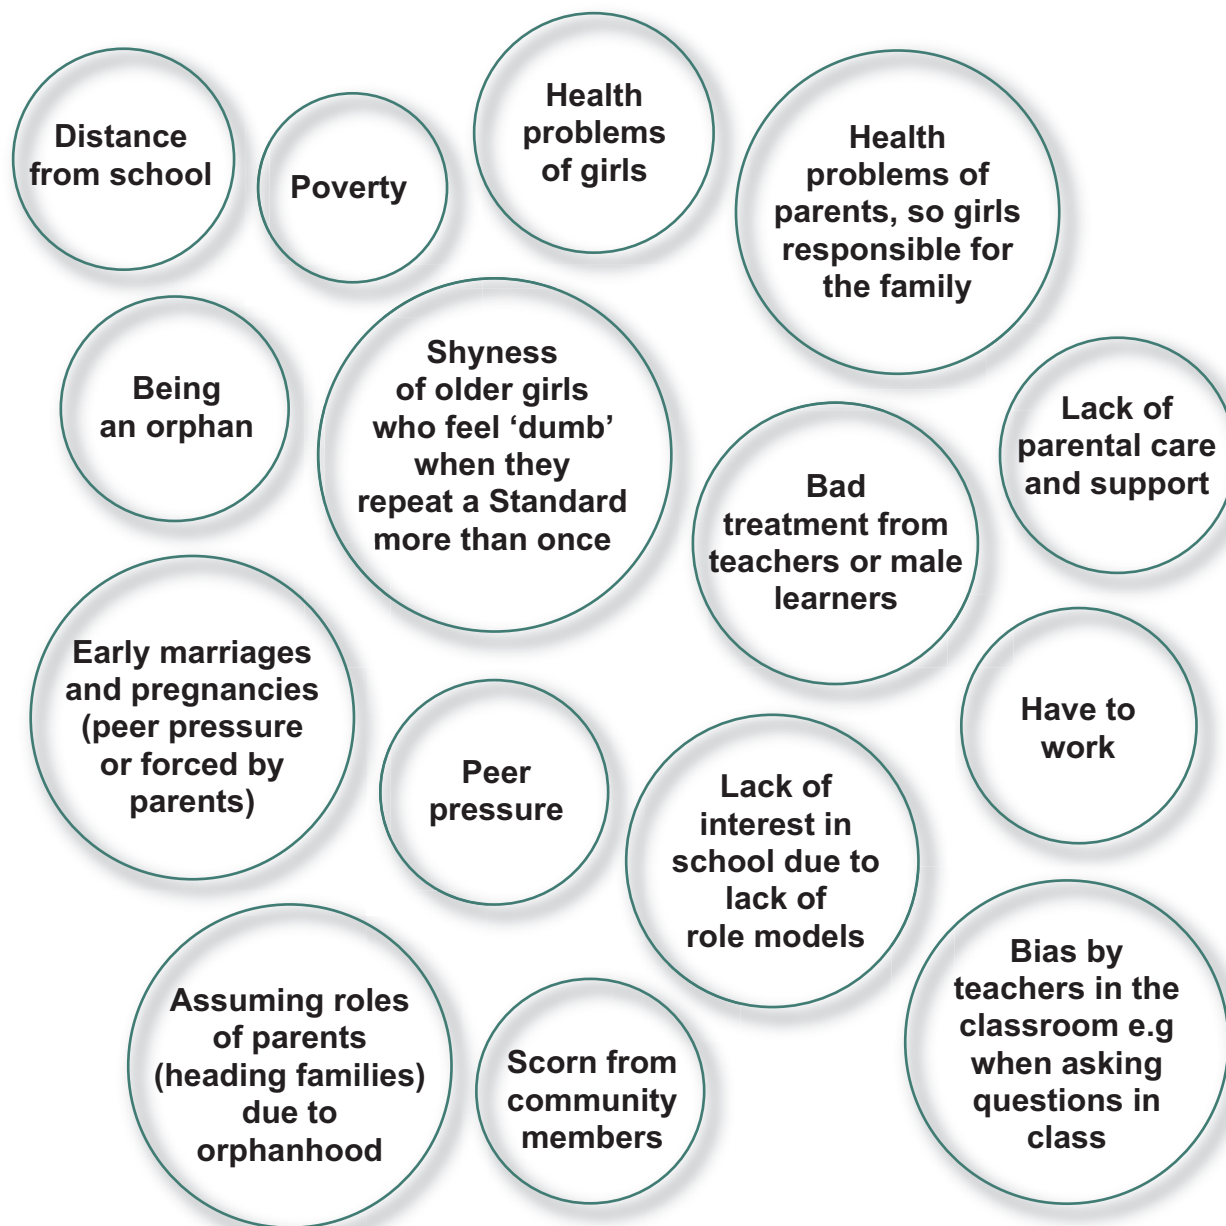 Distance
from school
Poverty
Health
problems
of girls
Health
problems of
parents, so girls
responsible for
the family
Being
an orphan
Shyness
of older girls
who feel ‘dumb’
when they
repeat a Standard
more than once
Bad
treatment from
teachers or male
learners
Lack of
parental care
and support
Early marriages
and pregnancies
(peer pressure
or forced by
parents)
Peer
pressure
Lack of
interest in
school due to
lack of
role models
Have to
work
Assuming roles
of parents
(heading families)
due to
orphanhood
Scorn from
community
members
Bias by
teachers in the
classroom e.g
when asking
questions in
class